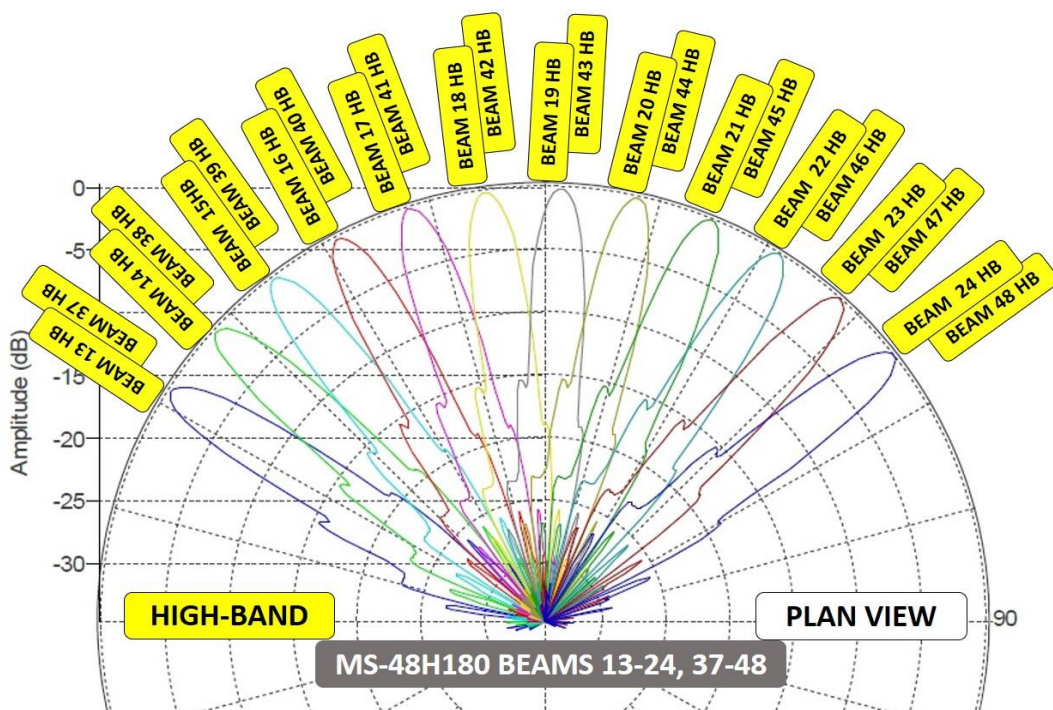 BEAM 37 HB
BEAM 13 HB
BEAM 38 HB
BEAM 14 HB
BEAM 39 HB
BEAM 15HB
BEAM 40 HB
BEAM 16 HB
BEAM 41 HB
BEAM 17 HB
BEAM 18 HB
BEAM 42 HB
BEAM 19 HB
BEAM 43 HB
BEAM 20 HB
BEAM 44 HB
BEAM 21 HB
BEAM 45 HB
BEAM 22 HB
BEAM 46 HB
BEAM 23 HB
BEAM 47 HB
BEAM 24 HB
BEAM 48 HB
Amplitude (dB)
0
-5
-10
-15
-20
-25
-30
90
HIGH-BAND
PLAN VIEW
MS-48H180 BEAMS 13-24, 37-48